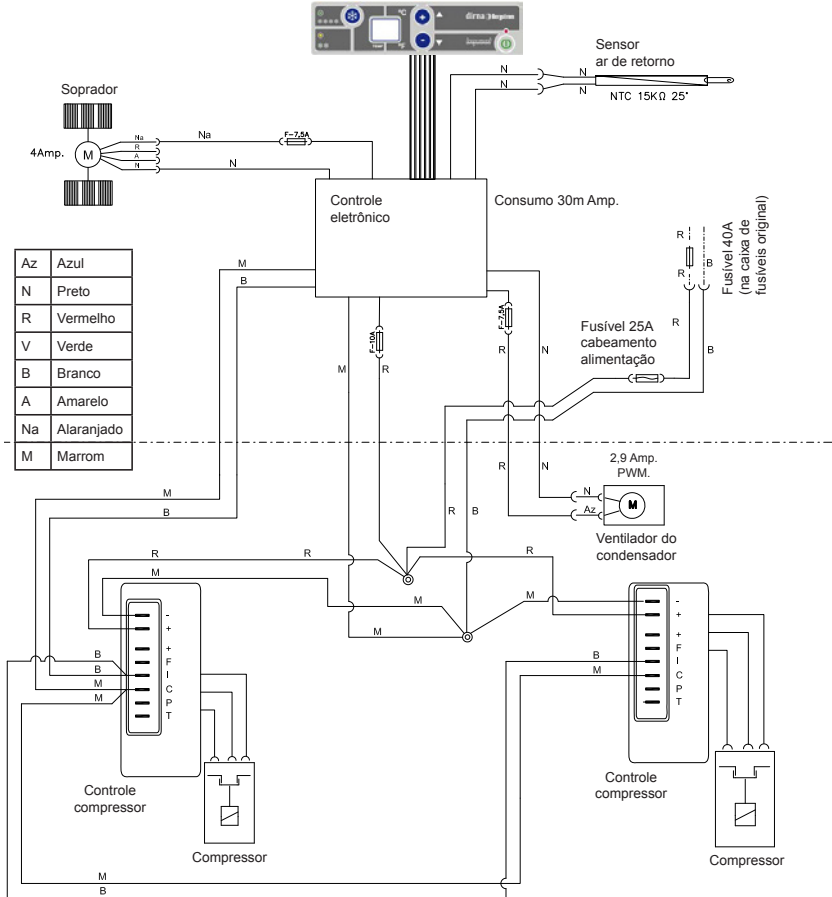 °C
dirna Bergstrom
°F
Sensor
ar de retorno
N
N
N
N
NTC 15KΩ 25°
Soprador
4Amp.
M
Na
R
A
N
Na
F-7,5A
N
Controle
eletrônico
Consumo 30m Amp.
R
R
B
Fusível 40A
(na caixa de
fusíveis original)
Az Azul
N Preto
R Vermelho
V Verde
B Branco
A Amarelo
Na Alaranjado
M Marrom
M
B
F-10A
F-7,5A
M
R
R
N
Fusível 25A
cabeamento
alimentação
R
B
2,9 Amp.
PWM.
R
N
N
Az
M
Ventilador do
condensador
M
B
R
B
R
R
R
M
M
M
M
-
+
+
F
I
C
P
T
B
B
M
M
-
+
+
F
I
C
P
T
B
M
Controle
compressor
Compressor
Controle
compressor
Compressor
M
B